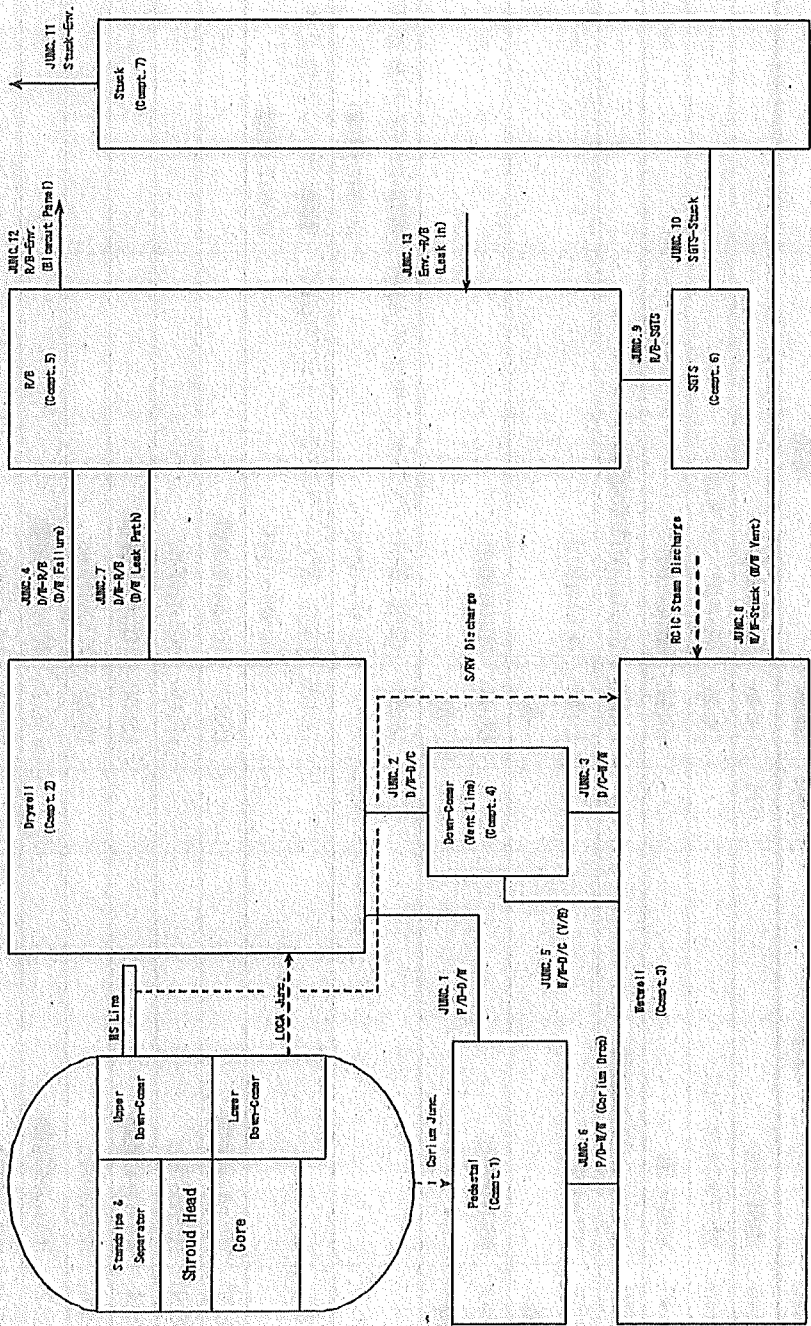 JUNC. 11
Stack-Env.
Stack
(Compt. 7)
JUNC. 12
R/B-Env.
(Blowout Panel)
JUNC. 13
Env.-R/B
(Leak In)
JUNC. 10
SGTS-Stack
R/B
(Compt. 5)
JUNC. 9
R/B-SGTS
SGTS
(Compt. 6)
JUNC. 4
D/W-R/B
(D/W Failure)
JUNC. 7
D/W-R/B
(D/W Leak Path)
RCIC Steam Discharge
JUNC. 8
W/W-Stack (W/W Vent)
Drywell
(Compt. 2)
S/RV Discharge
JUNC. 2
D/W-D/C
Down-Comer
(Vent Line)
(Compt. 4)
JUNC. 3
D/C-W/W
MS Line
LOCA Junc.
JUNC. 1
P/D-D/W
JUNC. 5
W/W-D/C (V/B)
Wetwell
(Compt. 3)
Upper
Down-Comer
Lower
Down-Comer
Standpipe &
Separator
Shroud Head
Core
Corium Junc.
Pedestal
(Compt. 1)
JUNC. 6
P/D-W/W (Corium Drop)